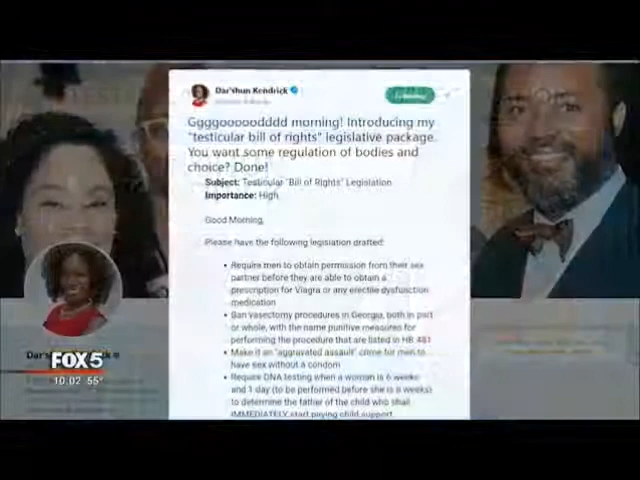 Dar'shun Kendrick
Ggggooooodddd morning! Introducing my
"testicular bill of rights" legislative package.
You want some regulation of bodies and
choice? Done!
Subject: Testicular "Bill of Rights" Legislation
Importance: High
Good Morning,
Please have the following legislation drafted:
• Require men to obtain permission from their sex
partner before they are able to obtain a
prescription for Viagra or any erectile dysfunction
medication
• Ban vasectomy procedures in Georgia, both in part
or whole, with the name punitive measures for
performing the procedure that are listed in HB 481
• Make it an "aggravated assault" crime for men to
have sex without a condom
• Require DNA testing when a woman is 6 weeks
and 1 day (to be performed before she is 8 weeks)
to determine the father of the child who shall
IMMEDIATELY start paying child support
Dar's
FOX 5
10:02 55°